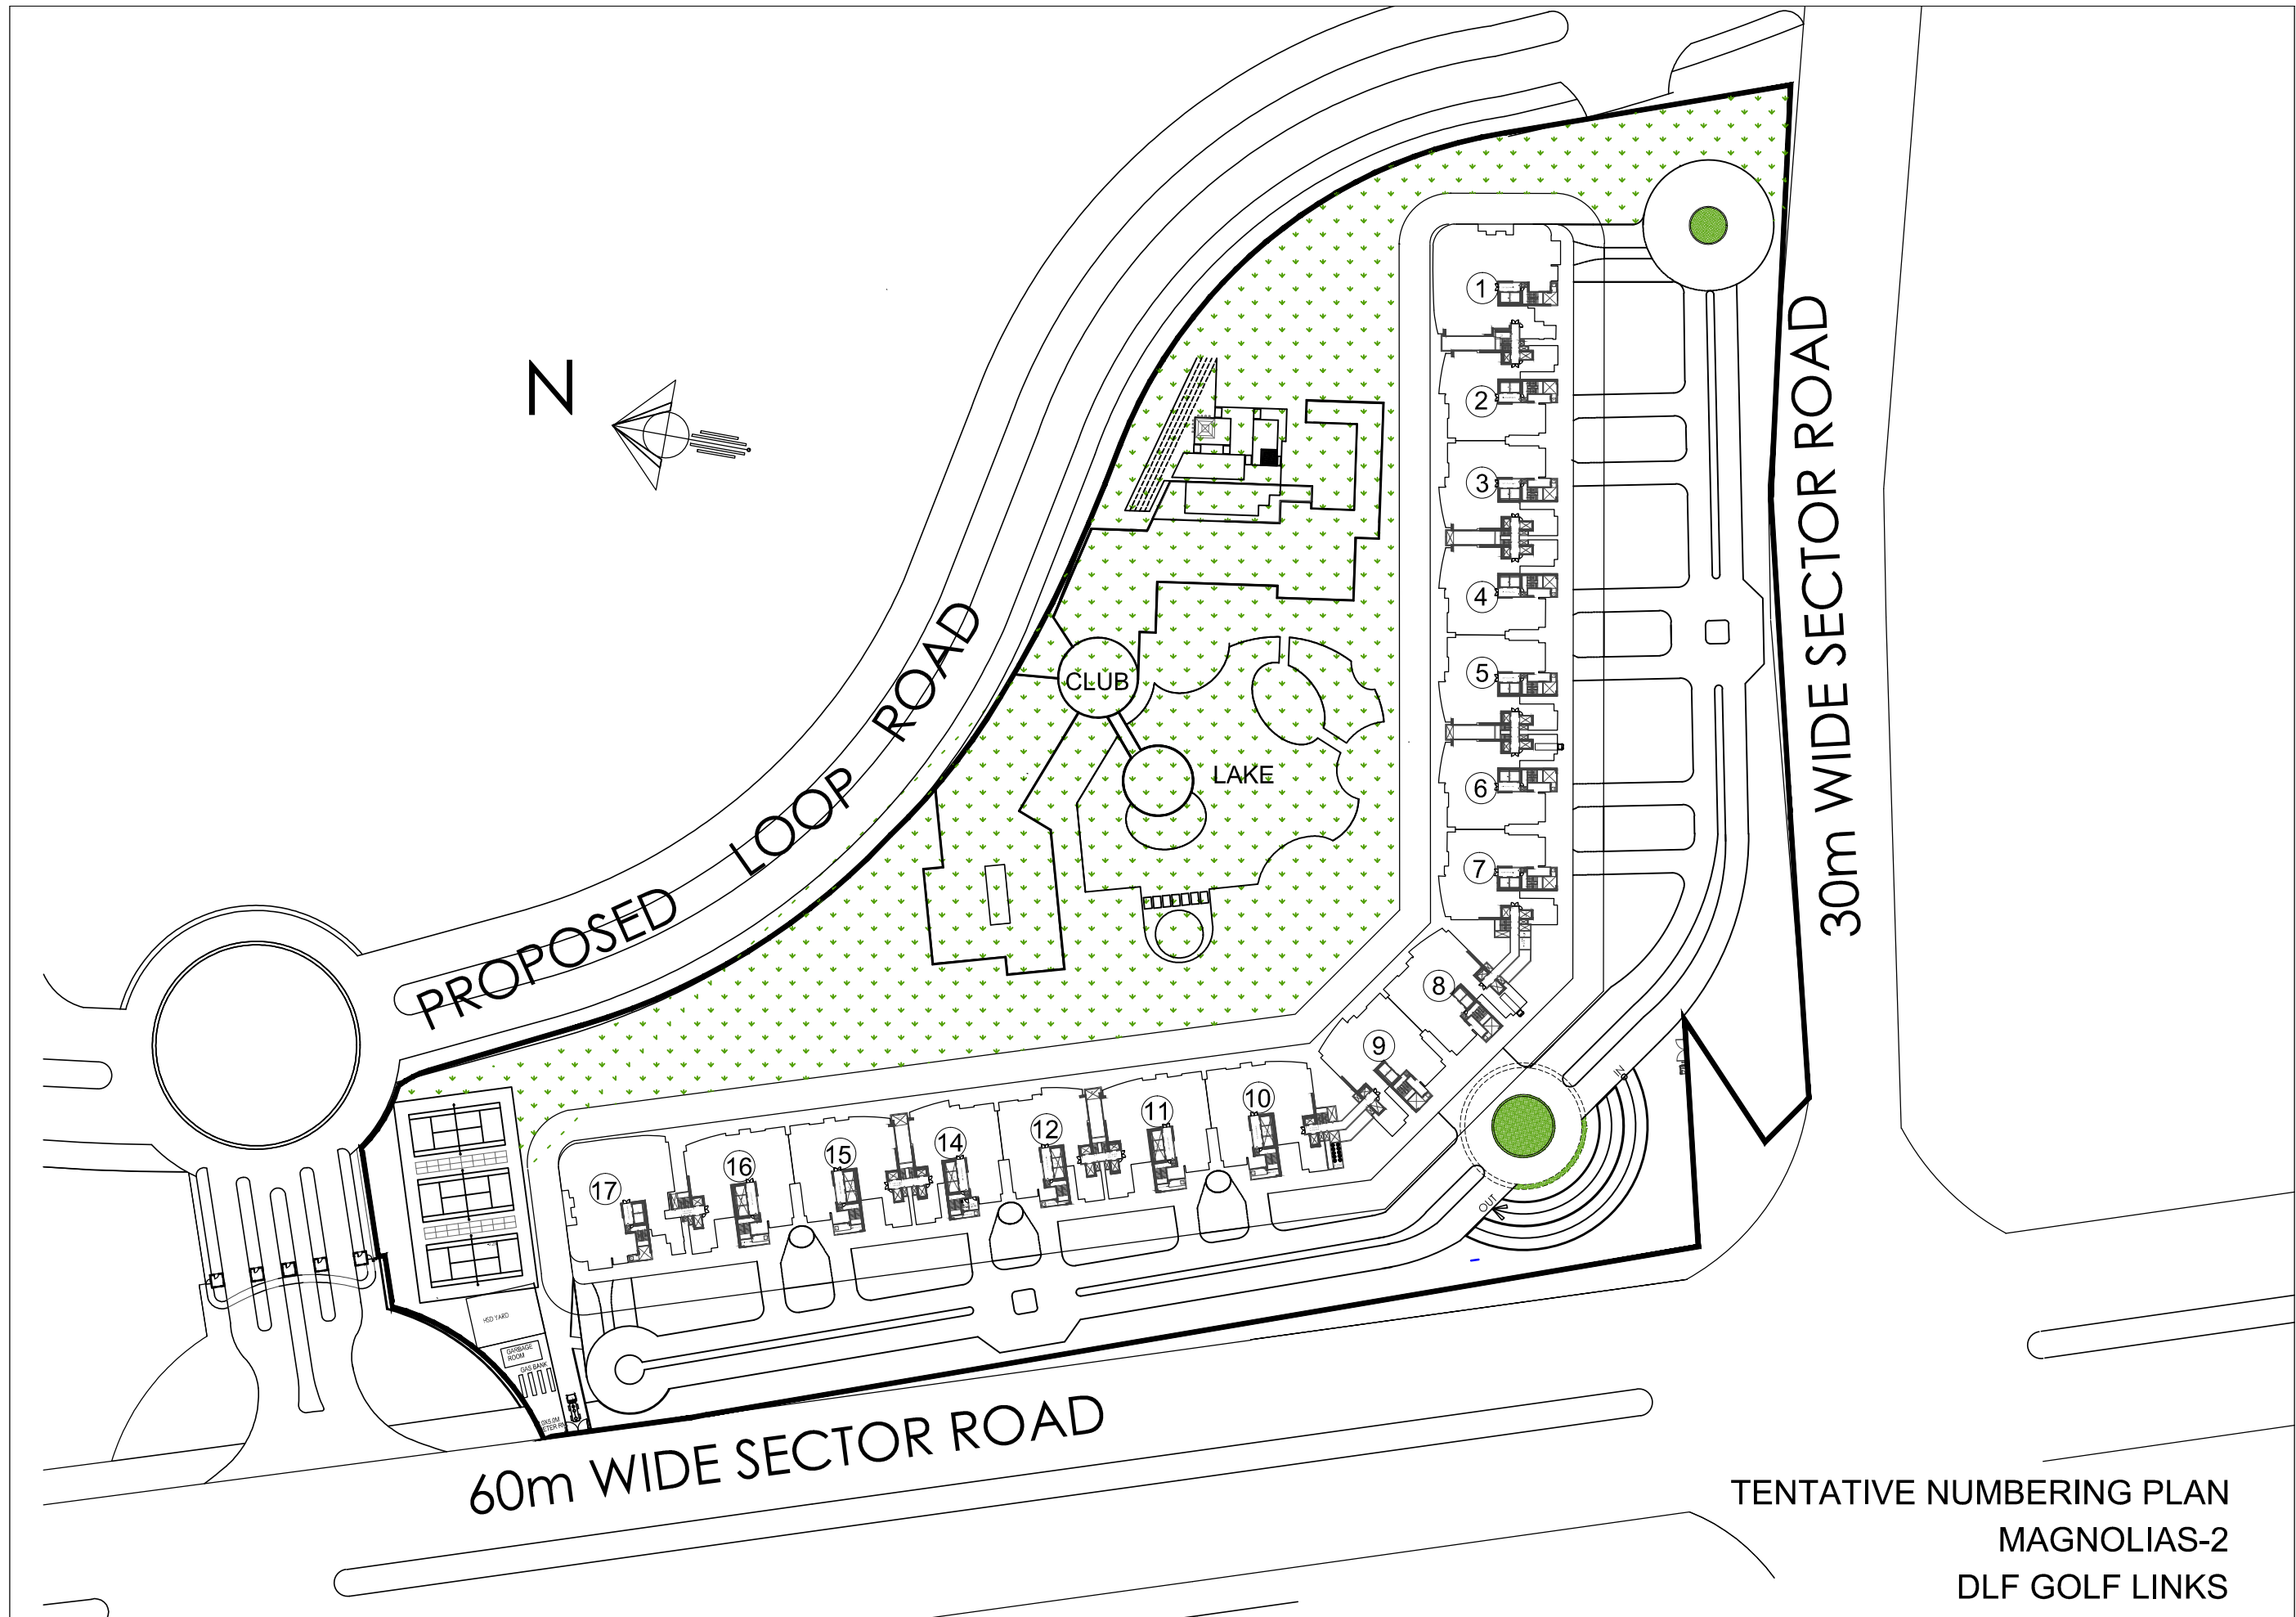 N
PROPOSED LOOP ROAD
30m WIDE SECTOR ROAD
1
2
3
4
5
6
7
8
9
10
11
12
14
15
16
17
CLUB
LAKE
IN
OUT
HSD YARD
GARBAGE
ROOM
GAS BANK
60m WIDE SECTOR ROAD
TENTATIVE NUMBERING PLAN
MAGNOLIAS-2
DLF GOLF LINKS